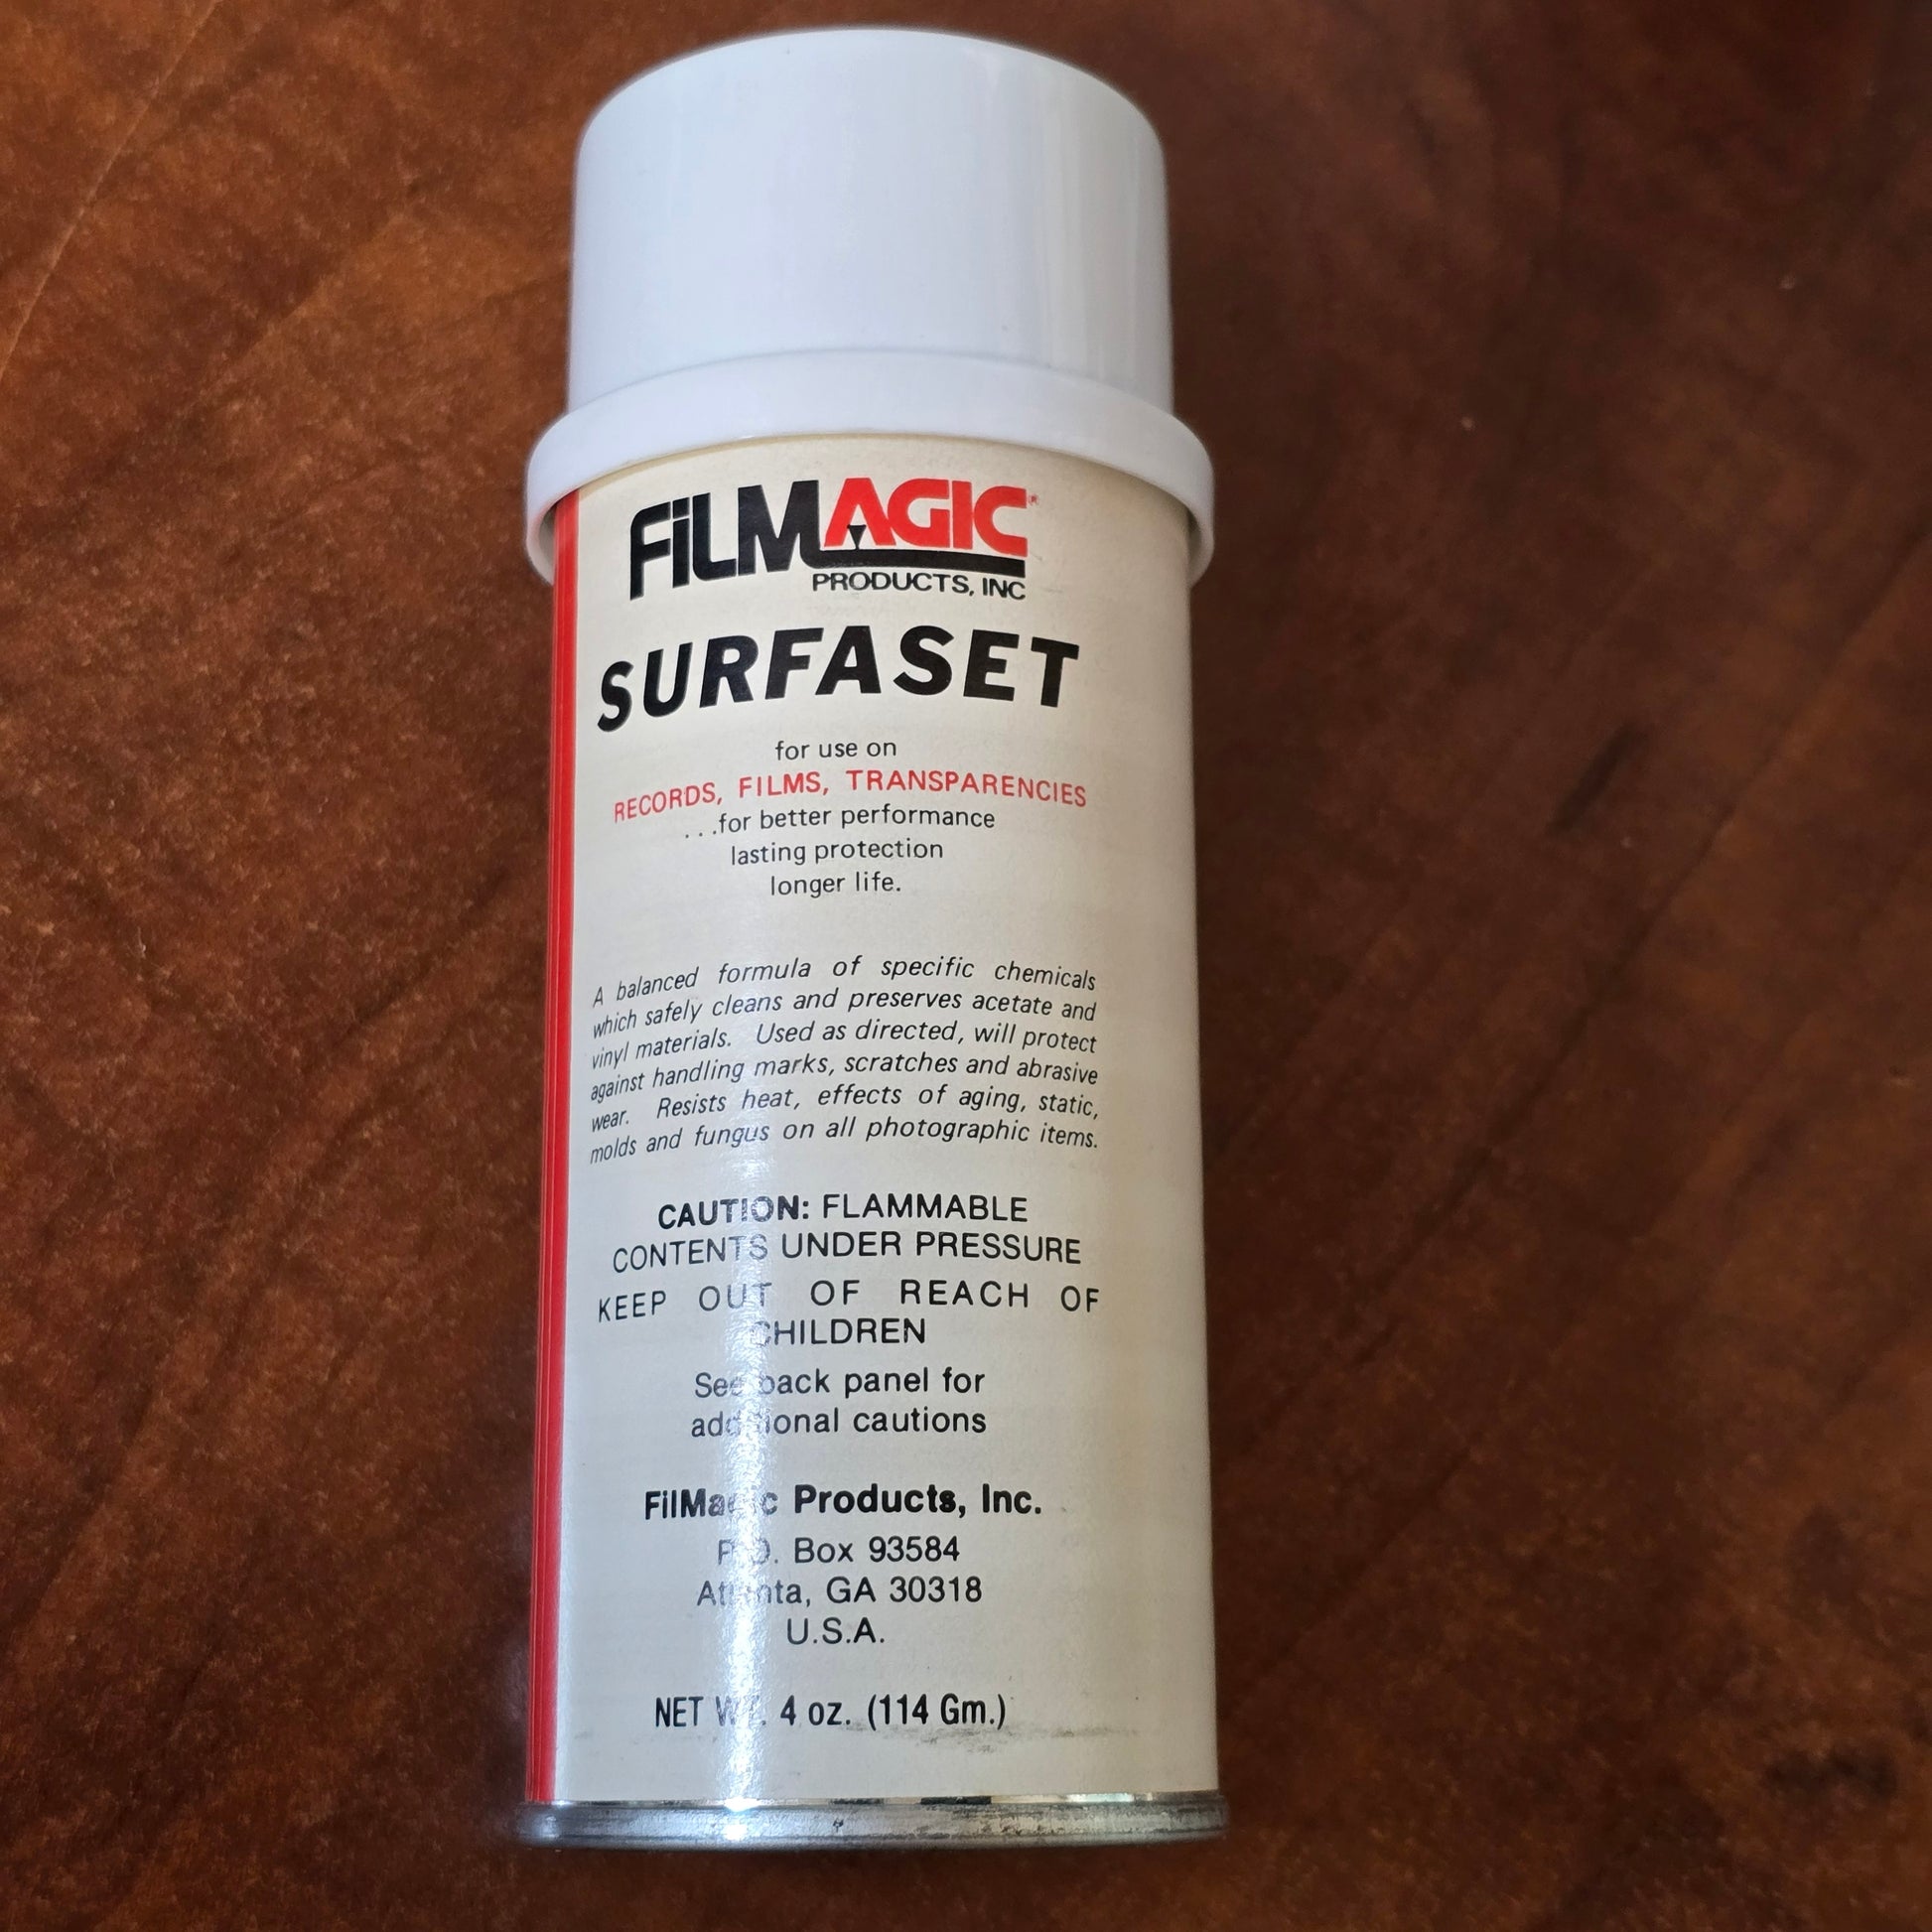 FiLMAGIC
PRODUCTS, INC
SURFASET
for use on
RECORDS, FILMS, TRANSPARENCIES
...for better performance
lasting protection
longer life.
A balanced formula of specific chemicals
which safely cleans and preserves acetate and
vinyl materials. Used as directed, will protect
against handling marks, scratches and abrasive
wear. Resists heat, effects of aging, static,
molds and fungus on all photographic items.
CAUTION: FLAMMABLE
CONTENTS UNDER PRESSURE
KEEP OUT OF REACH OF
CHILDREN
See back panel for
additional cautions
FilMagic Products, Inc.
P.O. Box 93584
Atlanta, GA 30318
U.S.A.
NET WT. 4 oz. (114 Gm.)